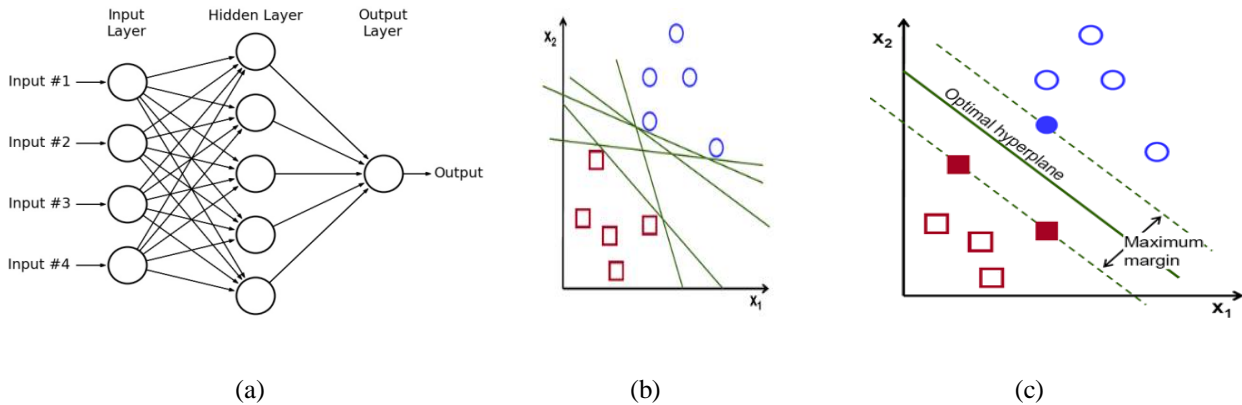 Input
Layer
Hidden Layer
Output
Layer
Input #1
Input #2
Input #3
Input #4
Output
(a)
X₂
X₁
(b)
x₂
Optimal hyperplane
Maximum
margin
x₁
(c)